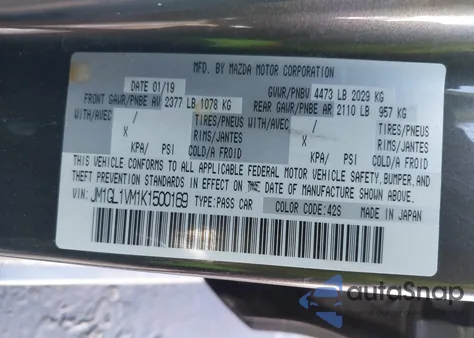 MFD. BY MAZDA MOTOR CORPORATION
DATE 01/19 GVWR/PNBV 4473 LB 2029 KG
FRONT GAWR/PNBE AV 2377 LB 1078 KG REAR GAWR/PNBE AR 2110 LB 957 KG
WITH/AVEC / TIRES/PNEUS WITH/AVEC / TIRES/PNEUS
X RIMS/JANTES X RIMS/JANTES
KPA/ PSI COLD/A FROID KPA/ PSI COLD/A FROID
THIS VEHICLE CONFORMS TO ALL APPLICABLE FEDERAL MOTOR VEHICLE SAFETY, BUMPER, AND
THEFT PREVENTION STANDARDS IN EFFECT ON THE DATE OF MANUFACTURE SHOWN ABOVE.
VIN: JM1GL1VM1K1500169 TYPE:PASS CAR COLOR CODE: 42S MADE IN JAPAN
autoSnap